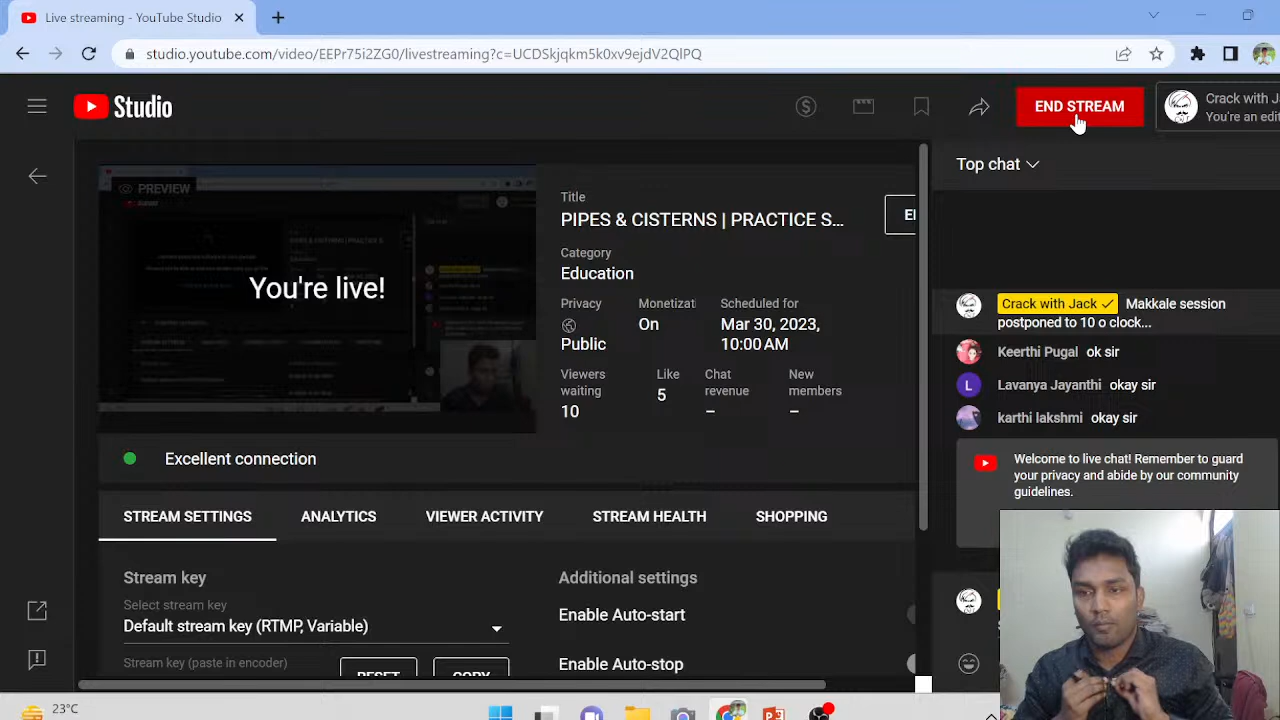 Live streaming - YouTube Studio
studio.youtube.com/video/EEPr75i2ZG0/livestreaming?c=UCDSkjqkm5k0xv9ejdV2QlPQ
Studio
END STREAM
Crack with J
You're an edit
PREVIEW
You're live!
Title
PIPES & CISTERNS | PRACTICE S...
Category
Education
Privacy
Public
Monetizati
On
Scheduled for
Mar 30, 2023,
10:00 AM
Viewers
waiting
10
Like
5
Chat
revenue
–
New
members
–
Excellent connection
STREAM SETTINGS
ANALYTICS
VIEWER ACTIVITY
STREAM HEALTH
SHOPPING
Stream key
Select stream key
Default stream key (RTMP, Variable)
Stream key (paste in encoder)
RESET
COPY
Additional settings
Enable Auto-start
Enable Auto-stop
Top chat
Crack with Jack Makkale session
postponed to 10 o clock...
Keerthi Pugal ok sir
L Lavanya Jayanthi okay sir
karthi lakshmi okay sir
Welcome to live chat! Remember to guard
your privacy and abide by our community
guidelines.
23°C